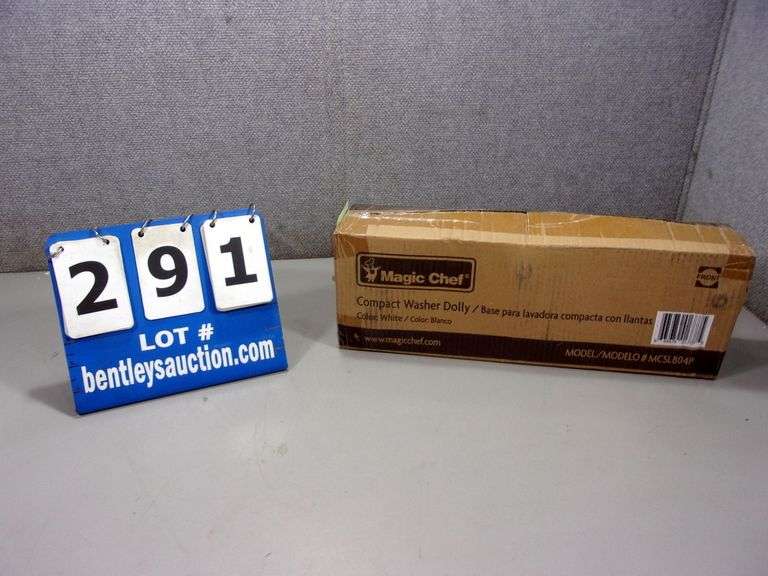 291
LOT #
bentleysauction.com
Magic Chef®
Compact Washer Dolly / Base para lavadora compacta con llantas
Color: White / Color: Blanco
www.magicchef.com
MODEL/MODELO # MCSLB04P